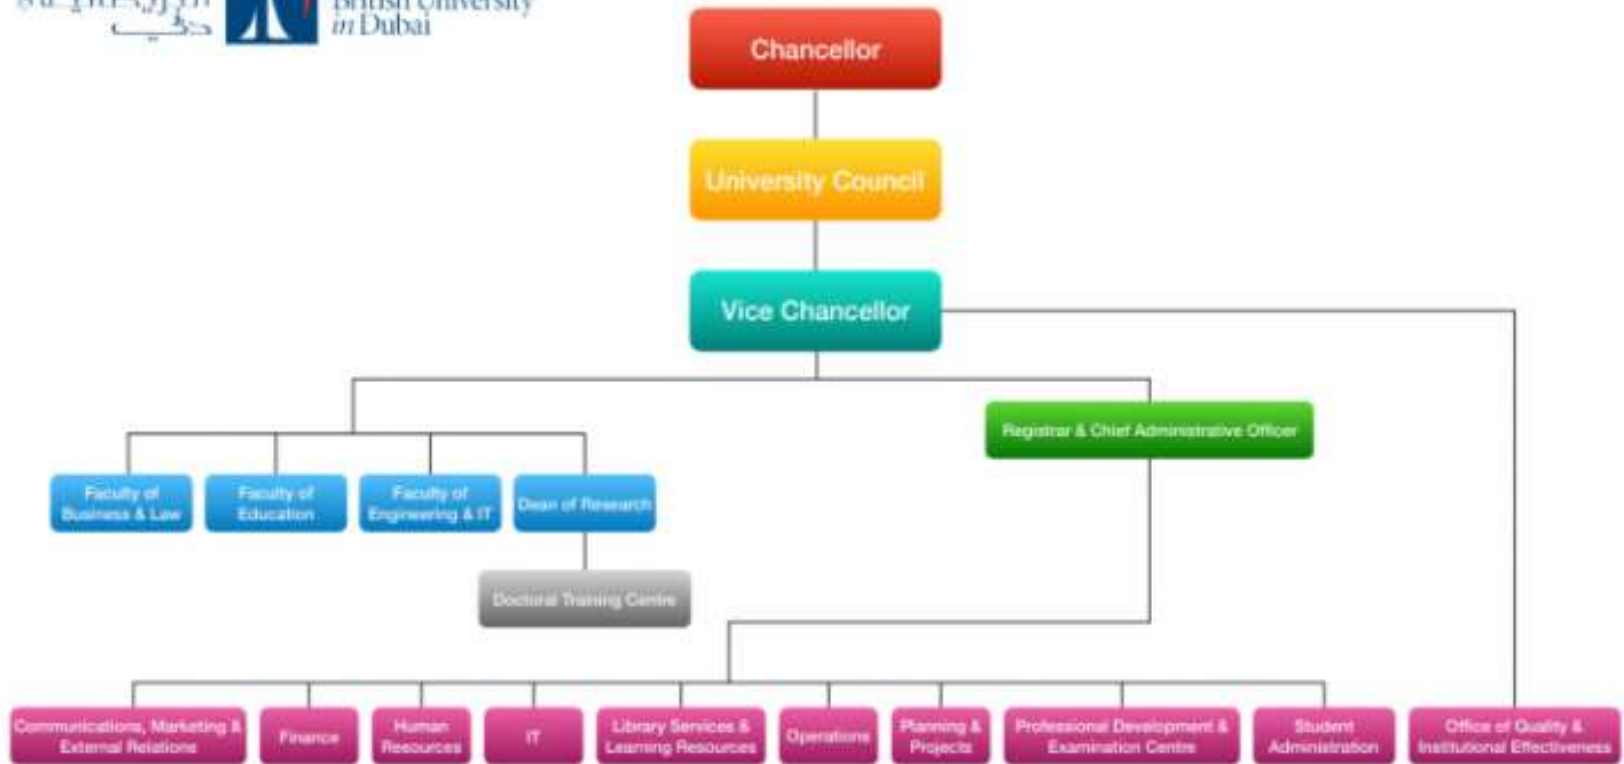 British University
in Dubai
Chancellor
University Council
Vice Chancellor
Registrar & Chief Administrative Officer
Faculty of
Business & Law
Faculty of
Education
Faculty of
Engineering & IT
Dean of Research
Doctoral Training Centre
Communications, Marketing &
External Relations
Finance
Human
Resources
IT
Library Services &
Learning Resources
Operations
Planning &
Projects
Professional Development &
Examination Centre
Student
Administration
Office of Quality &
Institutional Effectiveness